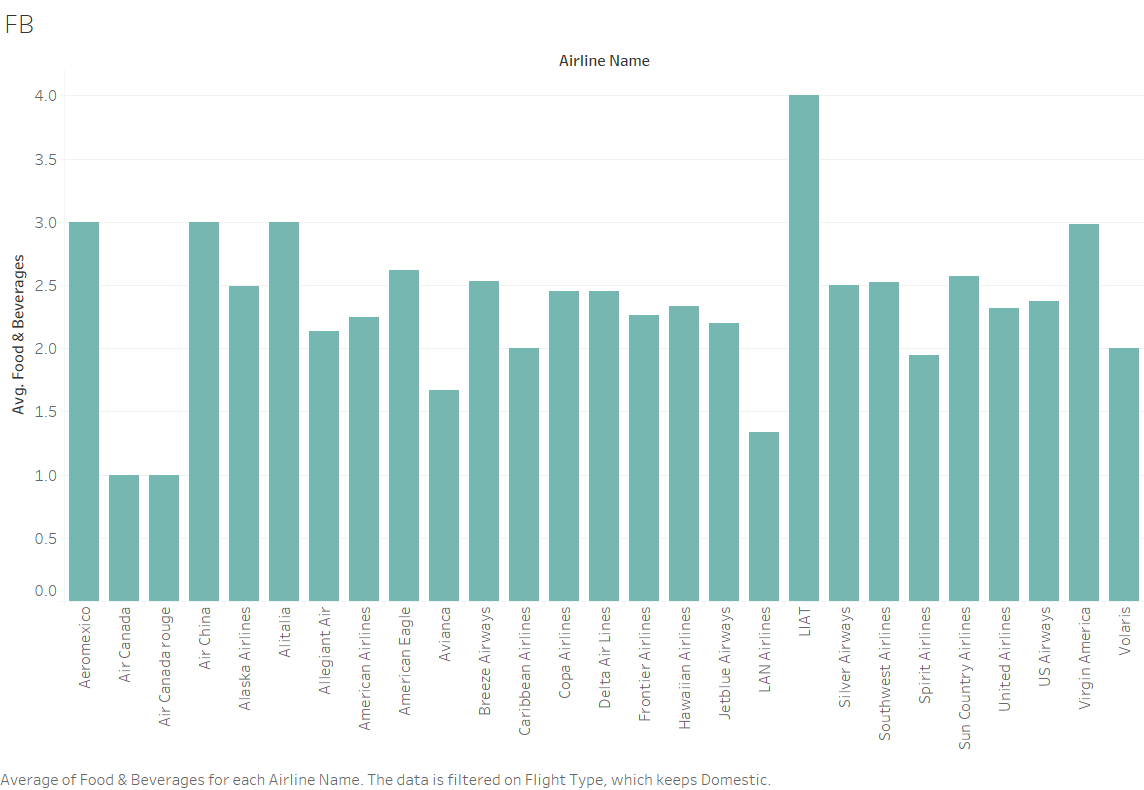 FB
Airline Name
Avg. Food & Beverages
4.0
3.5
3.0
2.5
2.0
1.5
1.0
0.5
0.0
Aeromexico
Air Canada
Air Canada rouge
Air China
Alaska Airlines
Alitalia
Allegiant Air
American Airlines
American Eagle
Avianca
Breeze Airways
Caribbean Airlines
Copa Airlines
Delta Air Lines
Frontier Airlines
Hawaiian Airlines
Jetblue Airways
LAN Airlines
LIAT
Silver Airways
Southwest Airlines
Spirit Airlines
Sun Country Airlines
United Airlines
US Airways
Virgin America
Volaris
Average of Food & Beverages for each Airline Name. The data is filtered on Flight Type, which keeps Domestic.